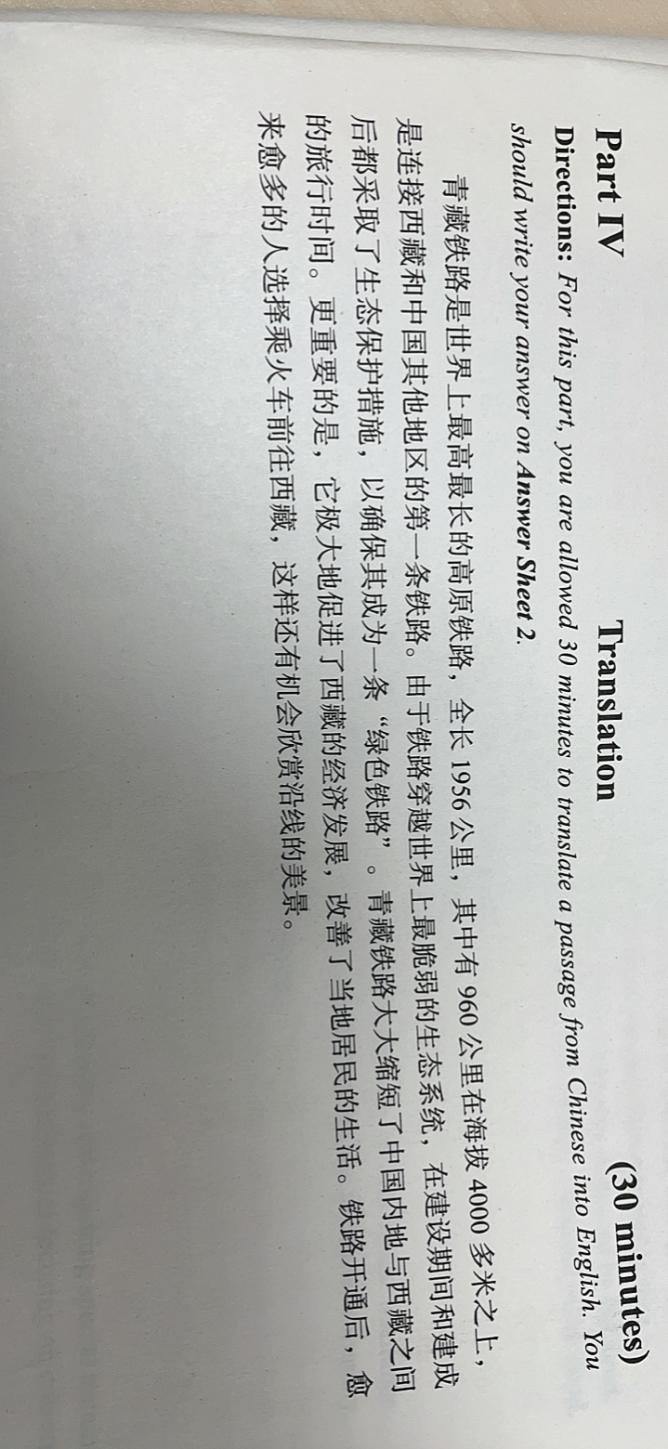 Part IV Translation (30 minutes)
Directions: For this part, you are allowed 30 minutes to translate a passage from Chinese into English. You
should write your answer on Answer Sheet 2.
青藏铁路是世界上最高最长的高原铁路，全长 1956 公里，其中有 960 公里在海拔 4000 多米之上，
是连接西藏和中国其他地区的第一条铁路。由于铁路穿越世界上最脆弱的生态系统，在建设期间和建成
后都采取了生态保护措施，以确保其成为一条“绿色铁路”。青藏铁路大大缩短了中国内地与西藏之间
的旅行时间。更重要的是，它极大地促进了西藏的经济发展，改善了当地居民的生活。铁路开通后，愈
来愈多的人选择乘火车前往西藏，这样还有机会欣赏沿线的美景。